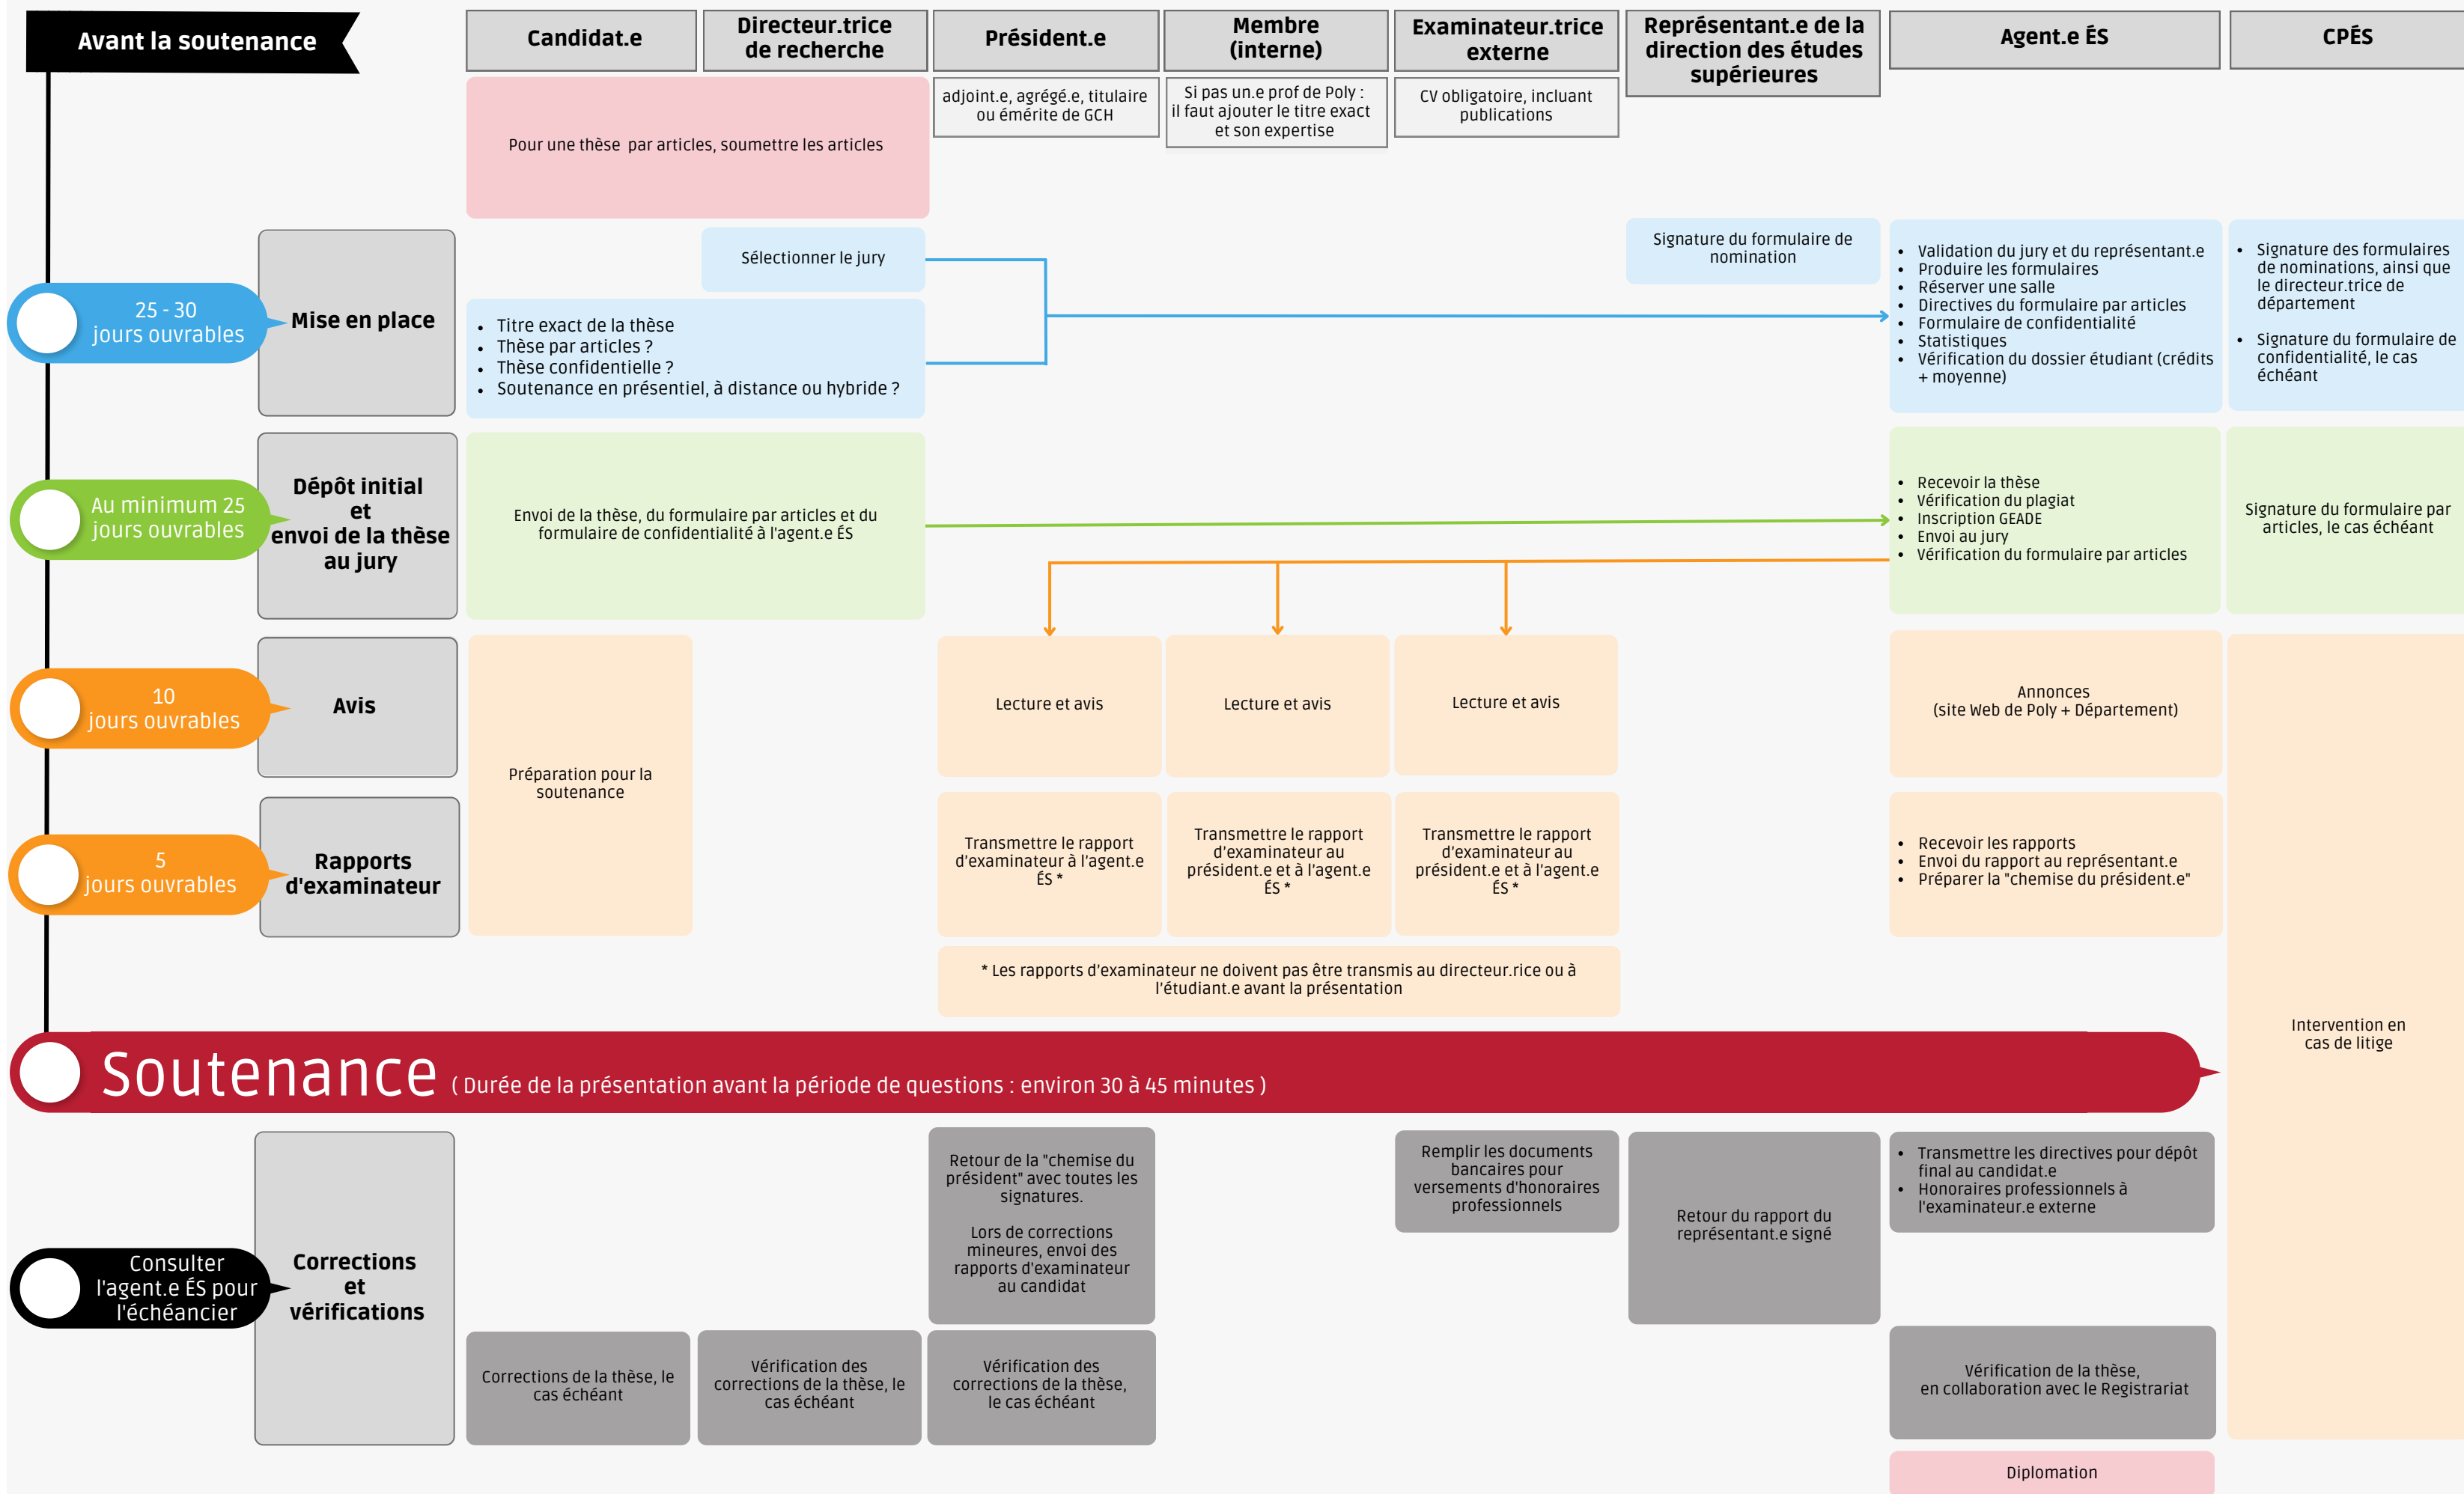 Avant la soutenance
Candidat.e
Directeur.trice
de recherche
Président.e
Membre
(interne)
Examinateur.trice
externe
Représentant.e de la
direction des études
supérieures
Agent.e ÉS
CPÉS
Pour une thèse par articles, soumettre les articles
adjoint.e, agrégé.e, titulaire
ou émérite de GCH
Si pas un.e prof de Poly :
il faut ajouter le titre exact
et son expertise
CV obligatoire, incluant
publications
25 - 30
jours ouvrables
Mise en place
Sélectionner le jury
• Titre exact de la thèse
• Thèse par articles ?
• Thèse confidentielle ?
• Soutenance en présentiel, à distance ou hybride ?
Signature du formulaire de
nomination
• Validation du jury et du représentant.e
• Produire les formulaires
• Réserver une salle
• Directives du formulaire par articles
• Formulaire de confidentialité
• Statistiques
• Vérification du dossier étudiant (crédits
+ moyenne)
• Signature des formulaires
de nominations, ainsi que
le directeur.trice de
département
• Signature du formulaire de
confidentialité, le cas
échéant
Au minimum 25
jours ouvrables
Dépôt initial
et
envoi de la thèse
au jury
Envoi de la thèse, du formulaire par articles et du
formulaire de confidentialité à l'agent.e ÉS
• Recevoir la thèse
• Vérification du plagiat
• Inscription GEADE
• Envoi au jury
• Vérification du formulaire par articles
Signature du formulaire par
articles, le cas échéant
10
jours ouvrables
Avis
Préparation pour la
soutenance
Lecture et avis
Lecture et avis
Lecture et avis
Annonces
(site Web de Poly + Département)
5
jours ouvrables
Rapports
d'examinateur
Transmettre le rapport
d'examinateur à l'agent.e
ÉS *
Transmettre le rapport
d'examinateur au
président.e et à l'agent.e
ÉS *
Transmettre le rapport
d'examinateur au
président.e et à l'agent.e
ÉS *
• Recevoir les rapports
• Envoi du rapport au représentant.e
• Préparer la "chemise du président.e"
* Les rapports d'examinateur ne doivent pas être transmis au directeur.rice ou à
l'étudiant.e avant la présentation
Intervention en
cas de litige
Soutenance ( Durée de la présentation avant la période de questions : environ 30 à 45 minutes )
Consulter
l'agent.e ÉS pour
l'échéancier
Corrections
et
vérifications
Retour de la "chemise du
président" avec toutes les
signatures.
Lors de corrections
mineures, envoi des
rapports d'examinateur
au candidat
Remplir les documents
bancaires pour
versements d'honoraires
professionnels
Retour du rapport du
représentant.e signé
• Transmettre les directives pour dépôt
final au candidat.e
• Honoraires professionnels à
l'examinateur.e externe
Corrections de la thèse, le
cas échéant
Vérification des
corrections de la thèse, le
cas échéant
Vérification des
corrections de la thèse,
le cas échéant
Vérification de la thèse,
en collaboration avec le Registrariat
Diplomation